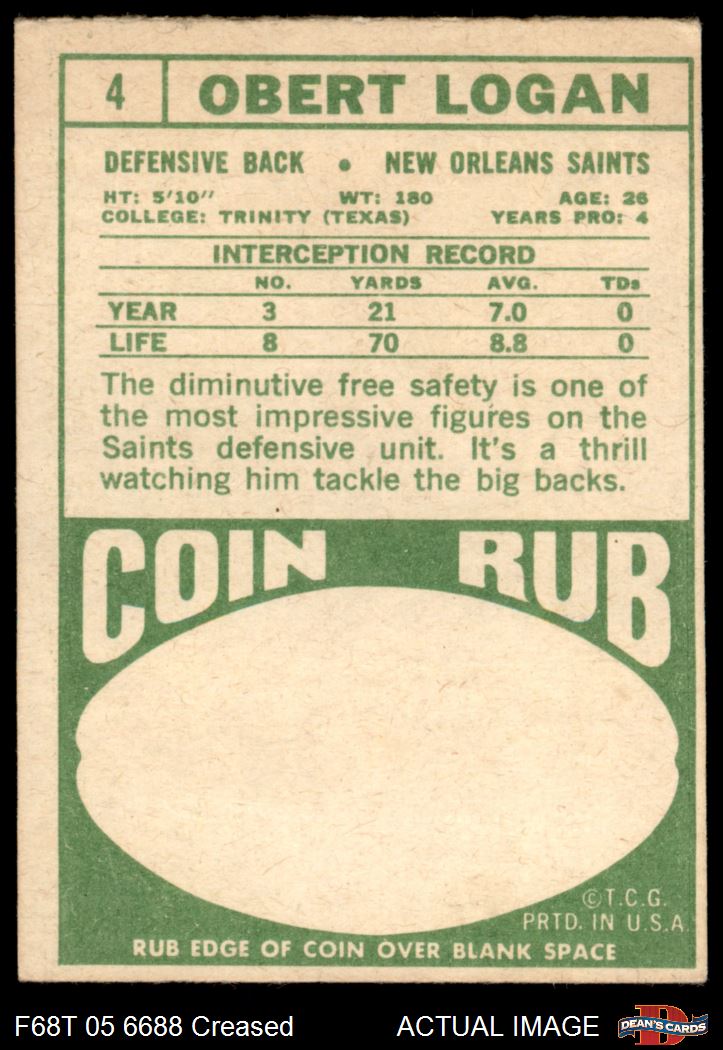 4 OBERT LOGAN
DEFENSIVE BACK • NEW ORLEANS SAINTS
HT: 5'10" WT: 180 AGE: 26
COLLEGE: TRINITY (TEXAS) YEARS PRO: 4
INTERCEPTION RECORD
NO. YARDS AVG. TDs
YEAR 3 21 7.0 0
LIFE 8 70 8.8 0
The diminutive free safety is one of
the most impressive figures on the
Saints defensive unit. It's a thrill
watching him tackle the big backs.
COIN RUB
©T.C.G.
PRTD. IN U.S.A.
RUB EDGE OF COIN OVER BLANK SPACE
F68T 05 6688 Creased ACTUAL IMAGE
D
DEAN'S CARDS